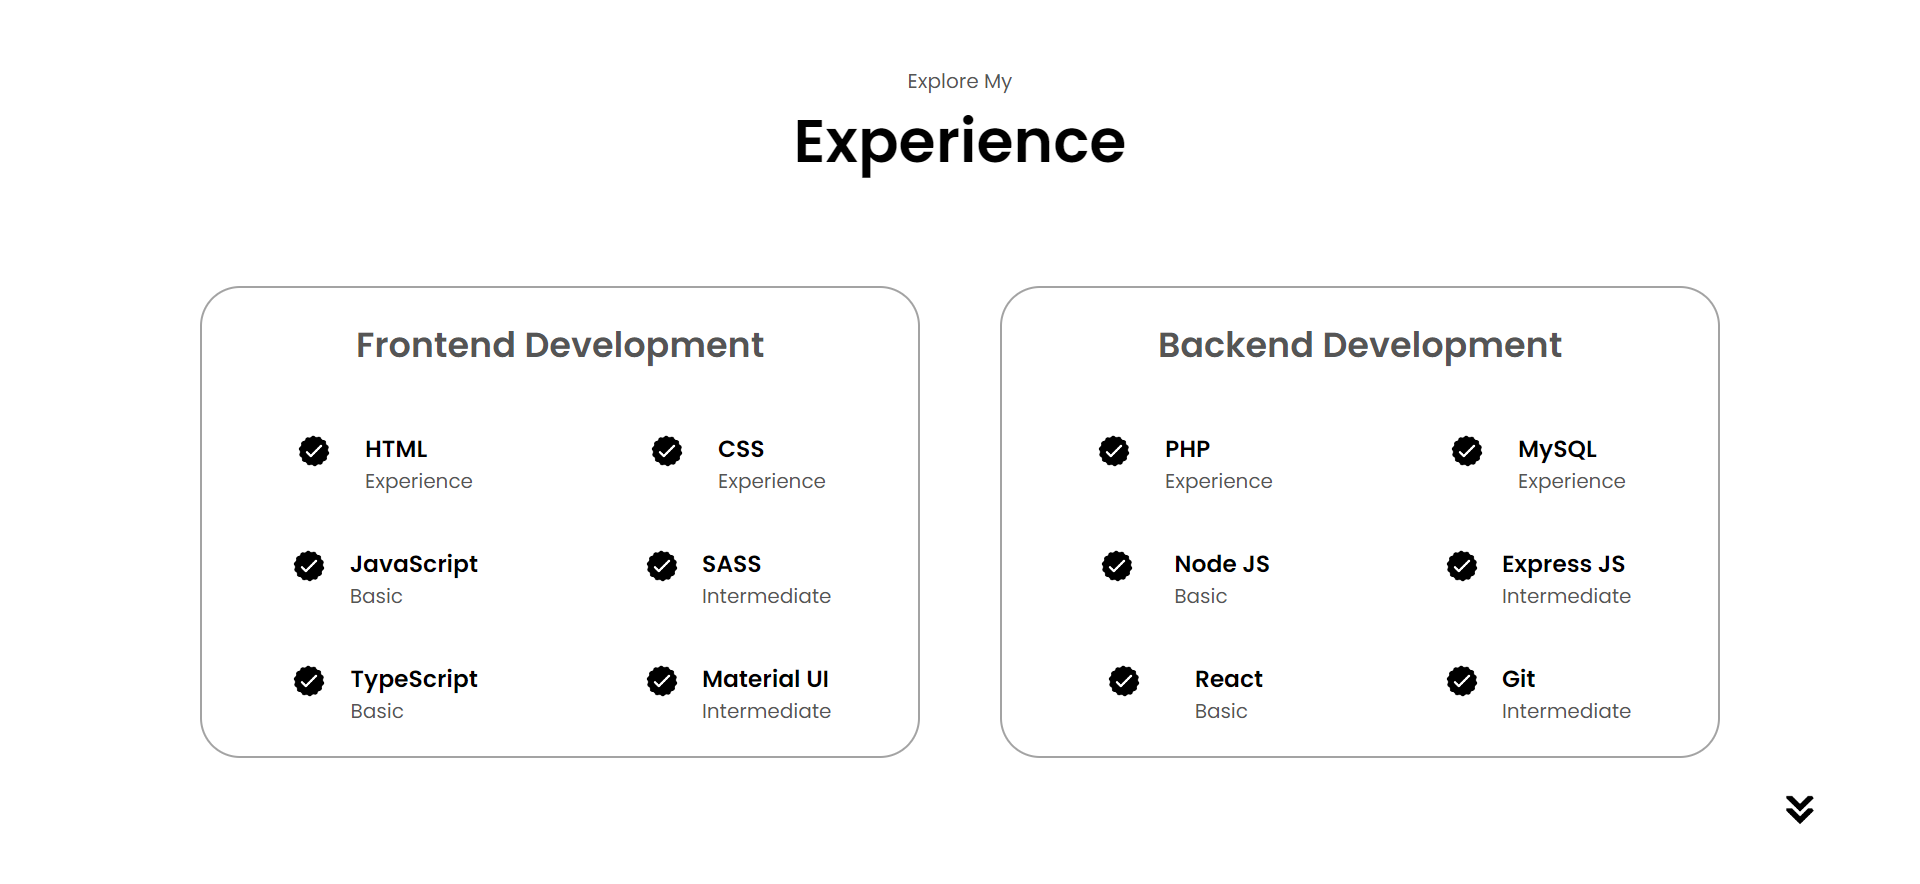 Explore My
Experience
Frontend Development
HTML
Experience
CSS
Experience
JavaScript
Basic
SASS
Intermediate
TypeScript
Basic
Material UI
Intermediate
Backend Development
PHP
Experience
MySQL
Experience
Node JS
Basic
Express JS
Intermediate
React
Basic
Git
Intermediate